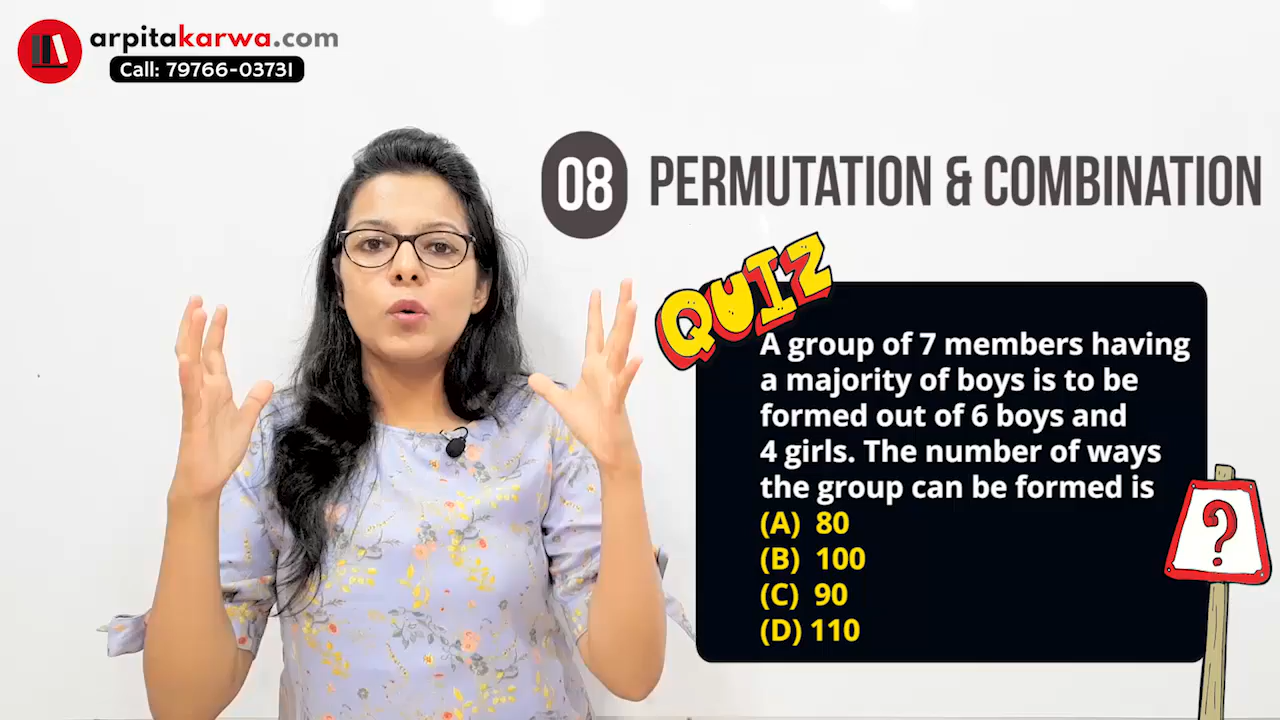 arpitakarwa.com
Call: 79766-03731
08 PERMUTATION & COMBINATION
QUIZ
A group of 7 members having
a majority of boys is to be
formed out of 6 boys and
4 girls. The number of ways
the group can be formed is
(A) 80
(B) 100
(C) 90
(D) 110
?